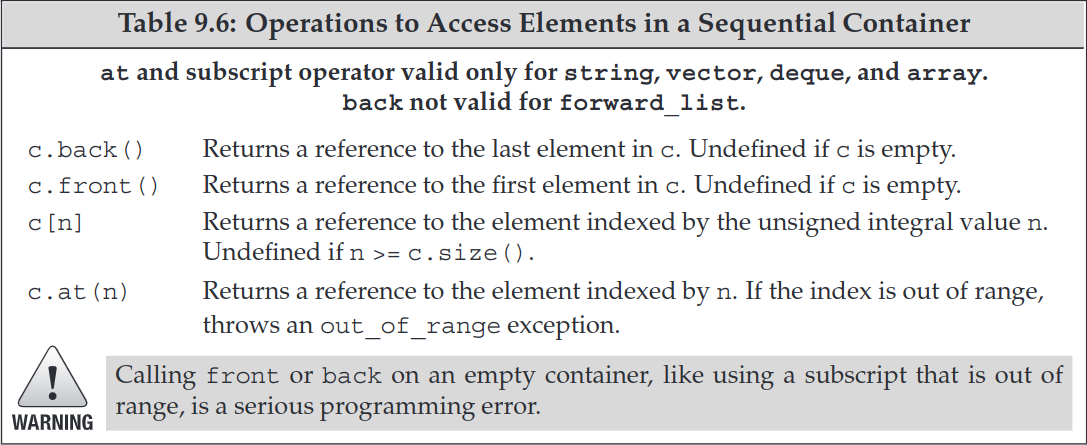 Table 9.6: Operations to Access Elements in a Sequential Container
at and subscript operator valid only for string, vector, deque, and array.
back not valid for forward_list.
c.back() Returns a reference to the last element in c. Undefined if c is empty.
c.front() Returns a reference to the first element in c. Undefined if c is empty.
c[n] Returns a reference to the element indexed by the unsigned integral value n.
Undefined if n >= c.size().
c.at(n) Returns a reference to the element indexed by n. If the index is out of range,
throws an out_of_range exception.
WARNING
Calling front or back on an empty container, like using a subscript that is out of
range, is a serious programming error.